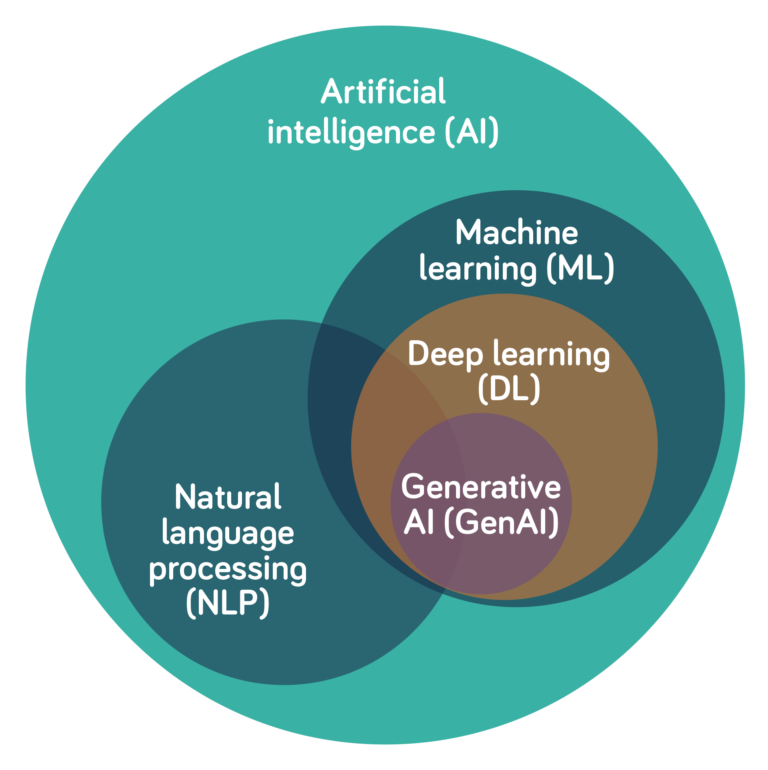 Artificial
intelligence (AI)
Machine
learning (ML)
Deep learning
(DL)
Generative
AI (GenAI)
Natural
language
processing
(NLP)